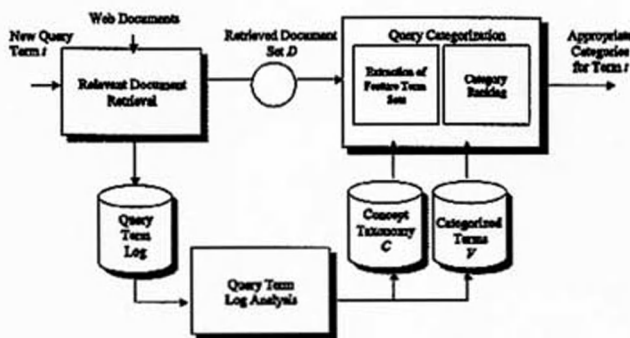 Web Documents
New Query
Term t
Relevant Document
Retrieval
Retrieved Document
Set D
Query Categorization
Extraction of
Feature Term
Sets
Category
Ranking
Appropriate
Categories
for Term t
Query
Term
Log
Concept
Taxonomy
C
Categorized
Terms
V
Query Term
Log Analysis